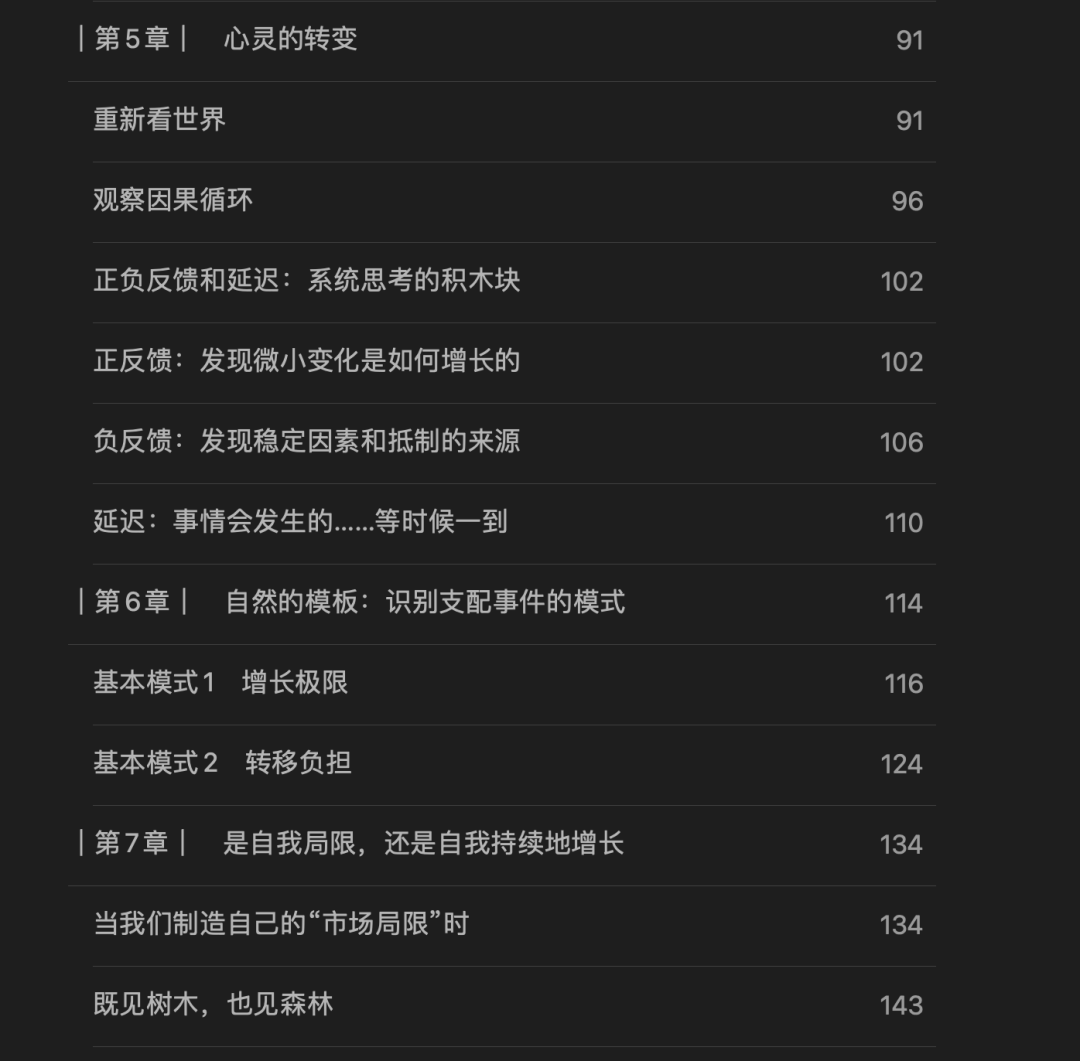 ｜第5章｜ 心灵的转变 91
重新看世界 91
观察因果循环 96
正负反馈和延迟：系统思考的积木块 102
正反馈：发现微小变化是如何增长的 102
负反馈：发现稳定因素和抵制的来源 106
延迟：事情会发生的……等时候一到 110
｜第6章｜ 自然的模板：识别支配事件的模式 114
基本模式1 增长极限 116
基本模式2 转移负担 124
｜第7章｜ 是自我局限，还是自我持续地增长 134
当我们制造自己的“市场局限”时 134
既见树木，也见森林 143